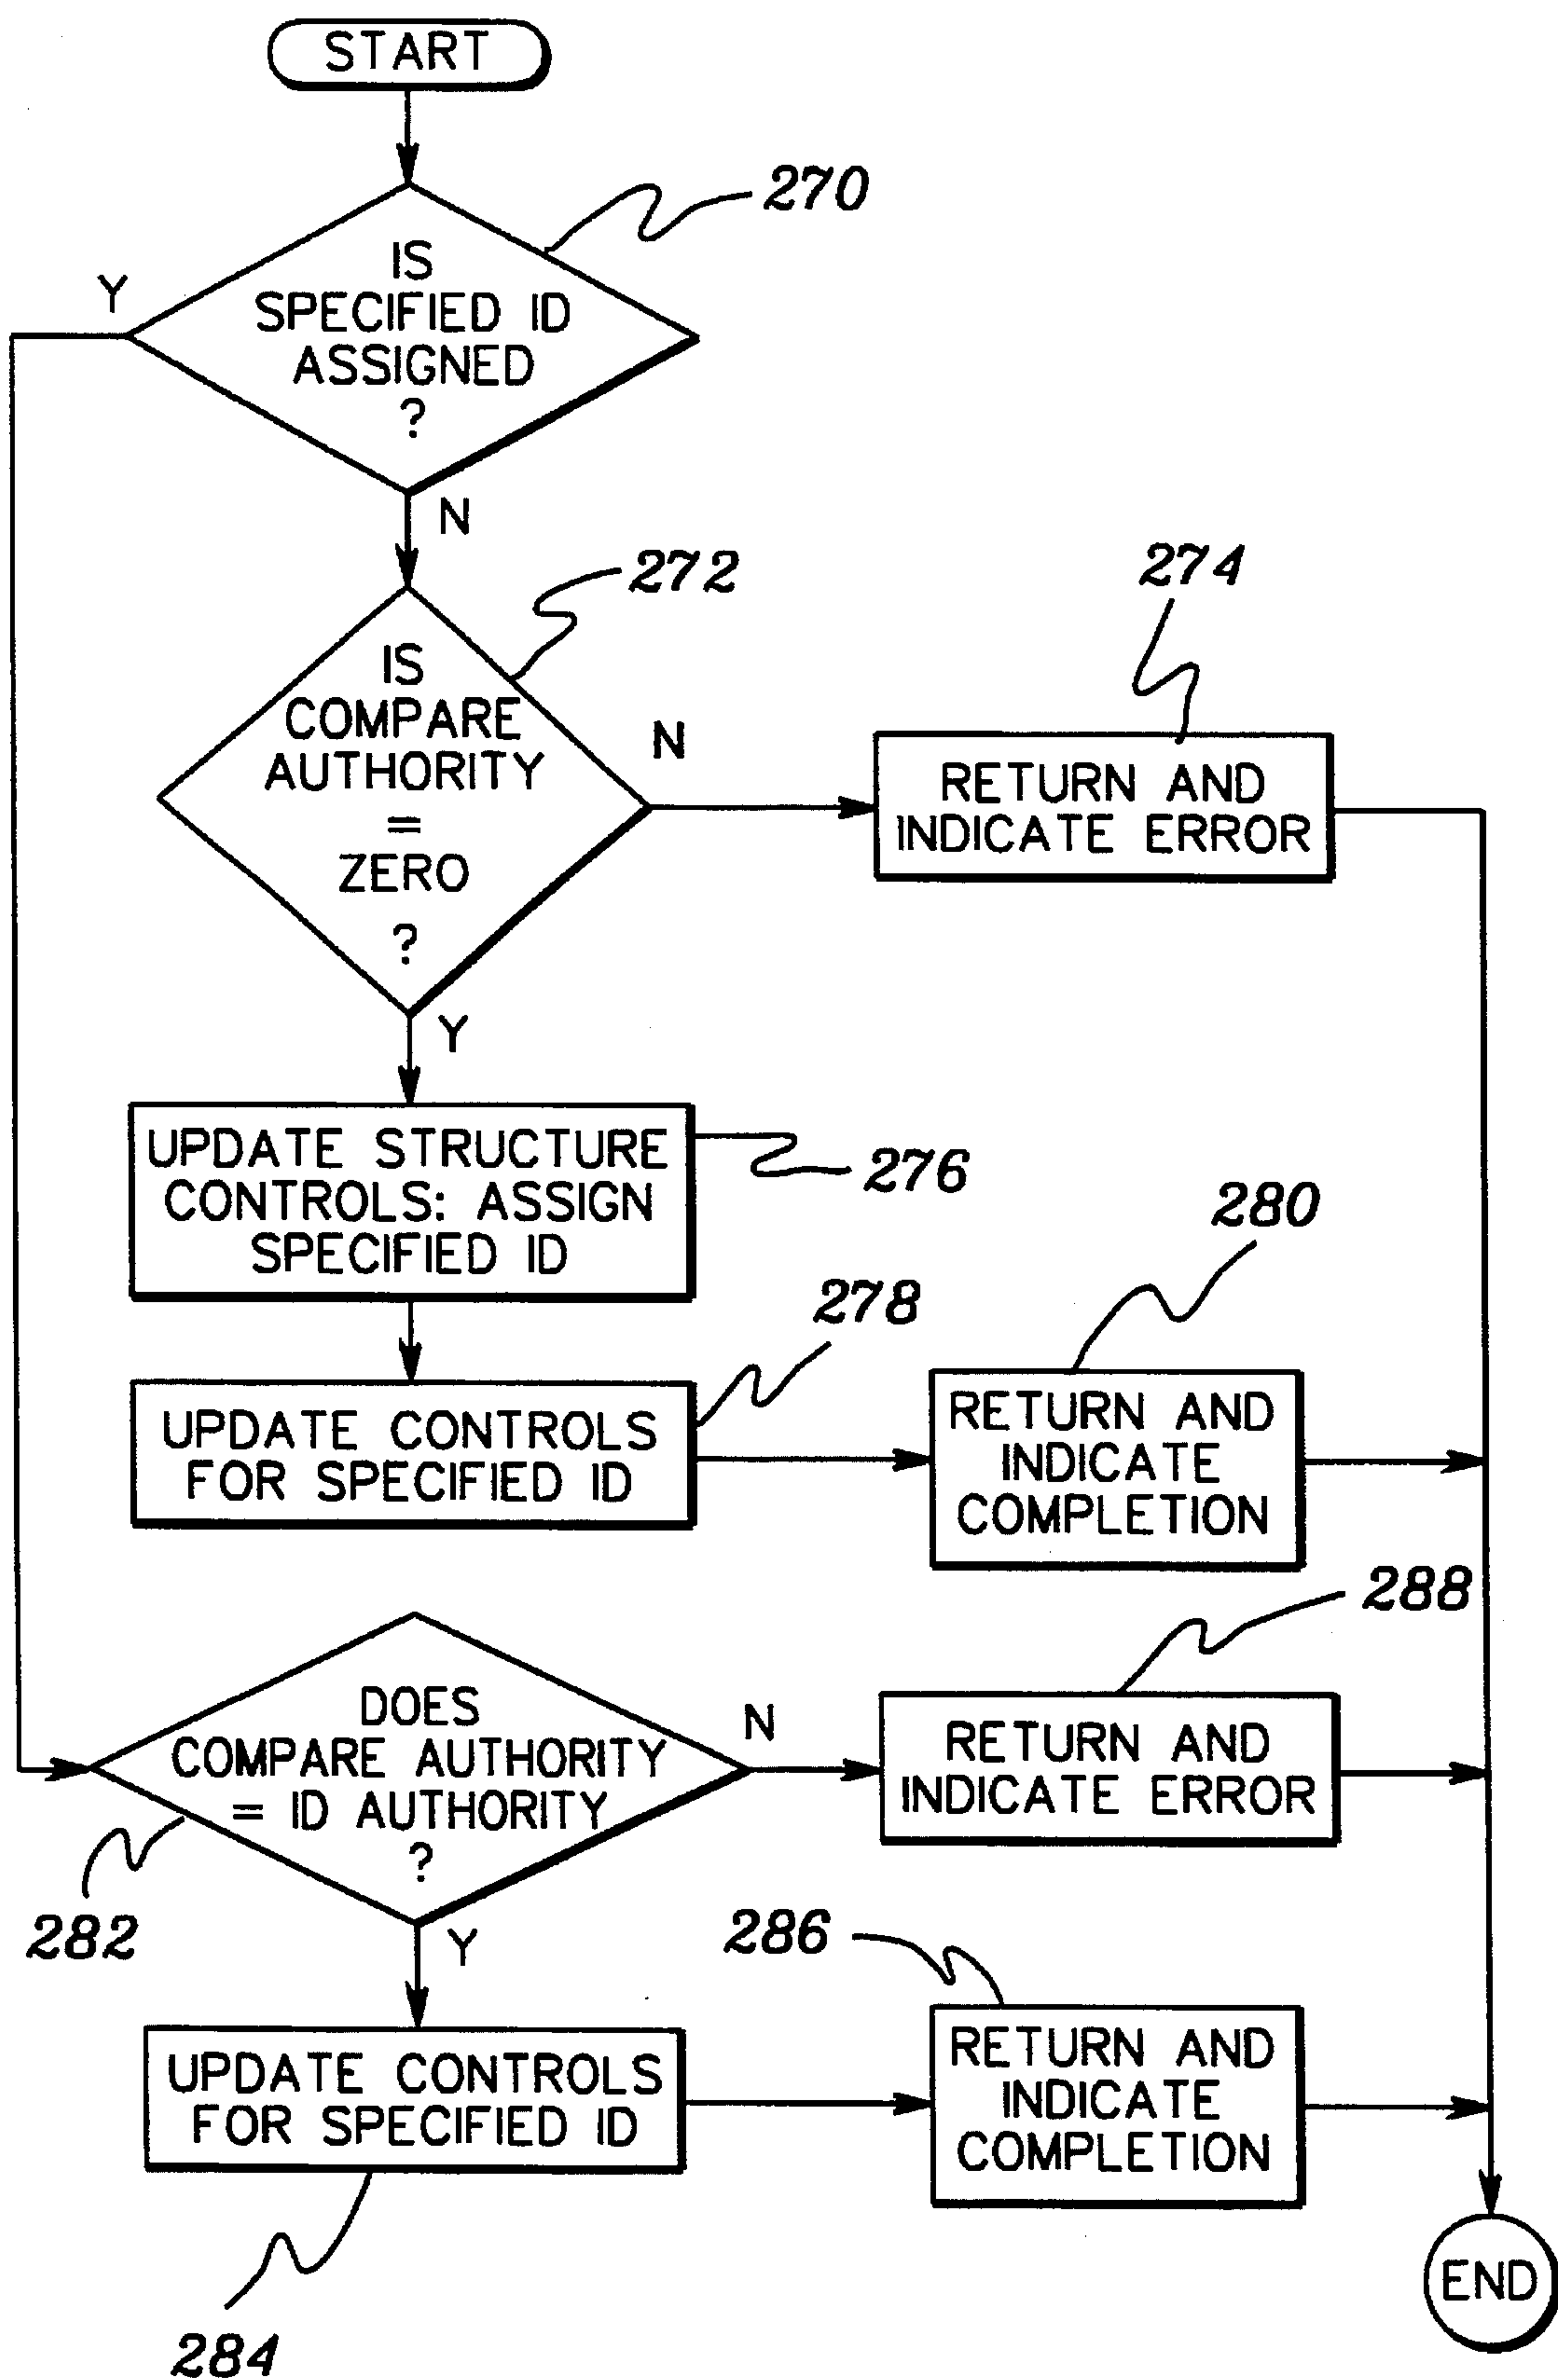 START
270
IS
SPECIFIED ID
ASSIGNED
?
Y
N
272
IS
COMPARE
AUTHORITY
=
ZERO
?
N
Y
274
RETURN AND
INDICATE ERROR
UPDATE STRUCTURE
CONTROLS: ASSIGN
SPECIFIED ID
276
278
UPDATE CONTROLS
FOR SPECIFIED ID
280
RETURN AND
INDICATE
COMPLETION
DOES
COMPARE AUTHORITY
= ID AUTHORITY
?
282
N
Y
288
RETURN AND
INDICATE ERROR
UPDATE CONTROLS
FOR SPECIFIED ID
284
286
RETURN AND
INDICATE
COMPLETION
END